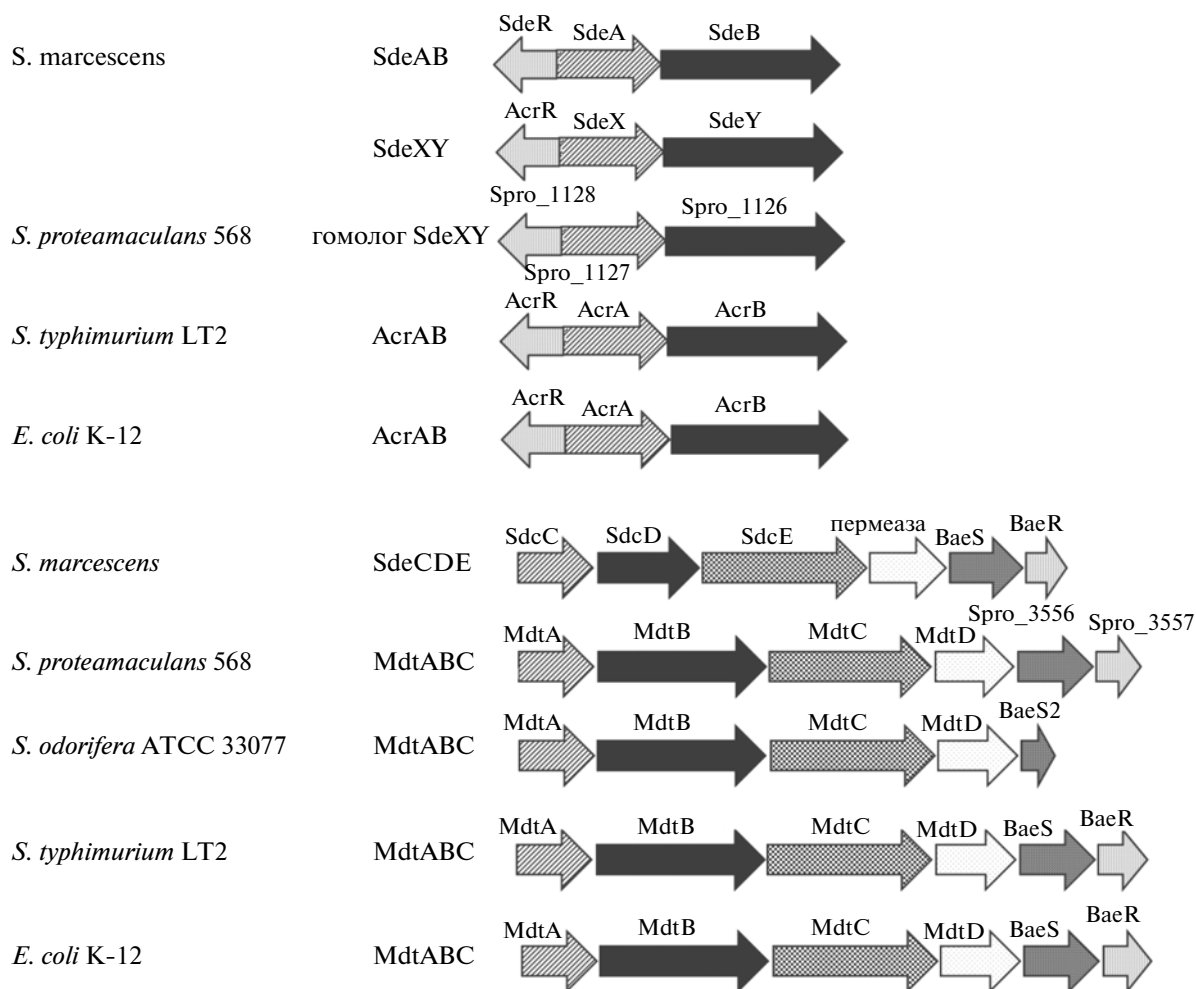 SdeR SdeA SdeB
S. marcescens SdeAB
AcrR SdeX SdeY
SdeXY
Spro_1128 Spro_1126
S. proteamaculans 568 гомолог SdeXY
Spro_1127
AcrR AcrA AcrB
S. typhimurium LT2 AcrAB
AcrR AcrA AcrB
E. coli K-12 AcrAB
SdcC SdcD SdcE пермеаза BaeS BaeR
S. marcescens SdeCDE
MdtA MdtB MdtC MdtD Spro_3556 Spro_3557
S. proteamaculans 568 MdtABC
MdtA MdtB MdtC MdtD BaeS2
S. odorifera ATCC 33077 MdtABC
MdtA MdtB MdtC MdtD BaeS BaeR
S. typhimurium LT2 MdtABC
MdtA MdtB MdtC MdtD BaeS BaeR
E. coli K-12 MdtABC